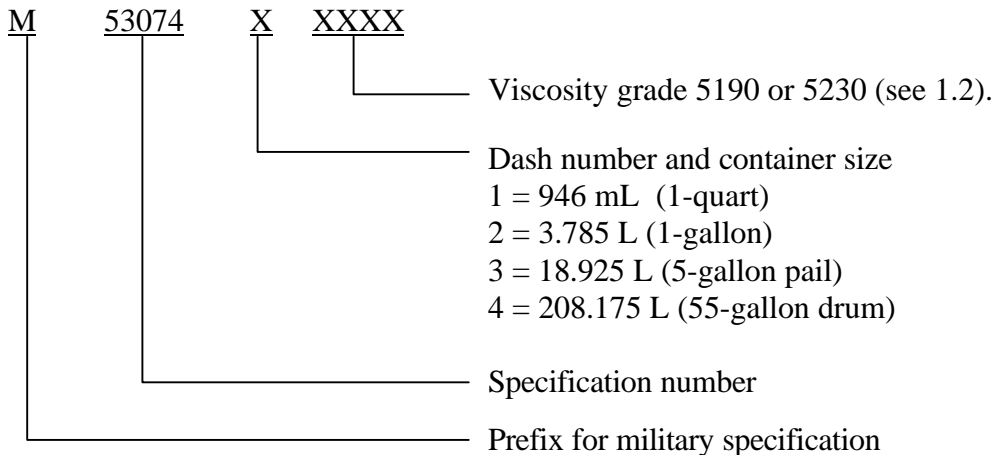 M 53074 X XXXX
Viscosity grade 5190 or 5230 (see 1.2).
Dash number and container size
1 = 946 mL (1-quart)
2 = 3.785 L (1-gallon)
3 = 18.925 L (5-gallon pail)
4 = 208.175 L (55-gallon drum)
Specification number
Prefix for military specification